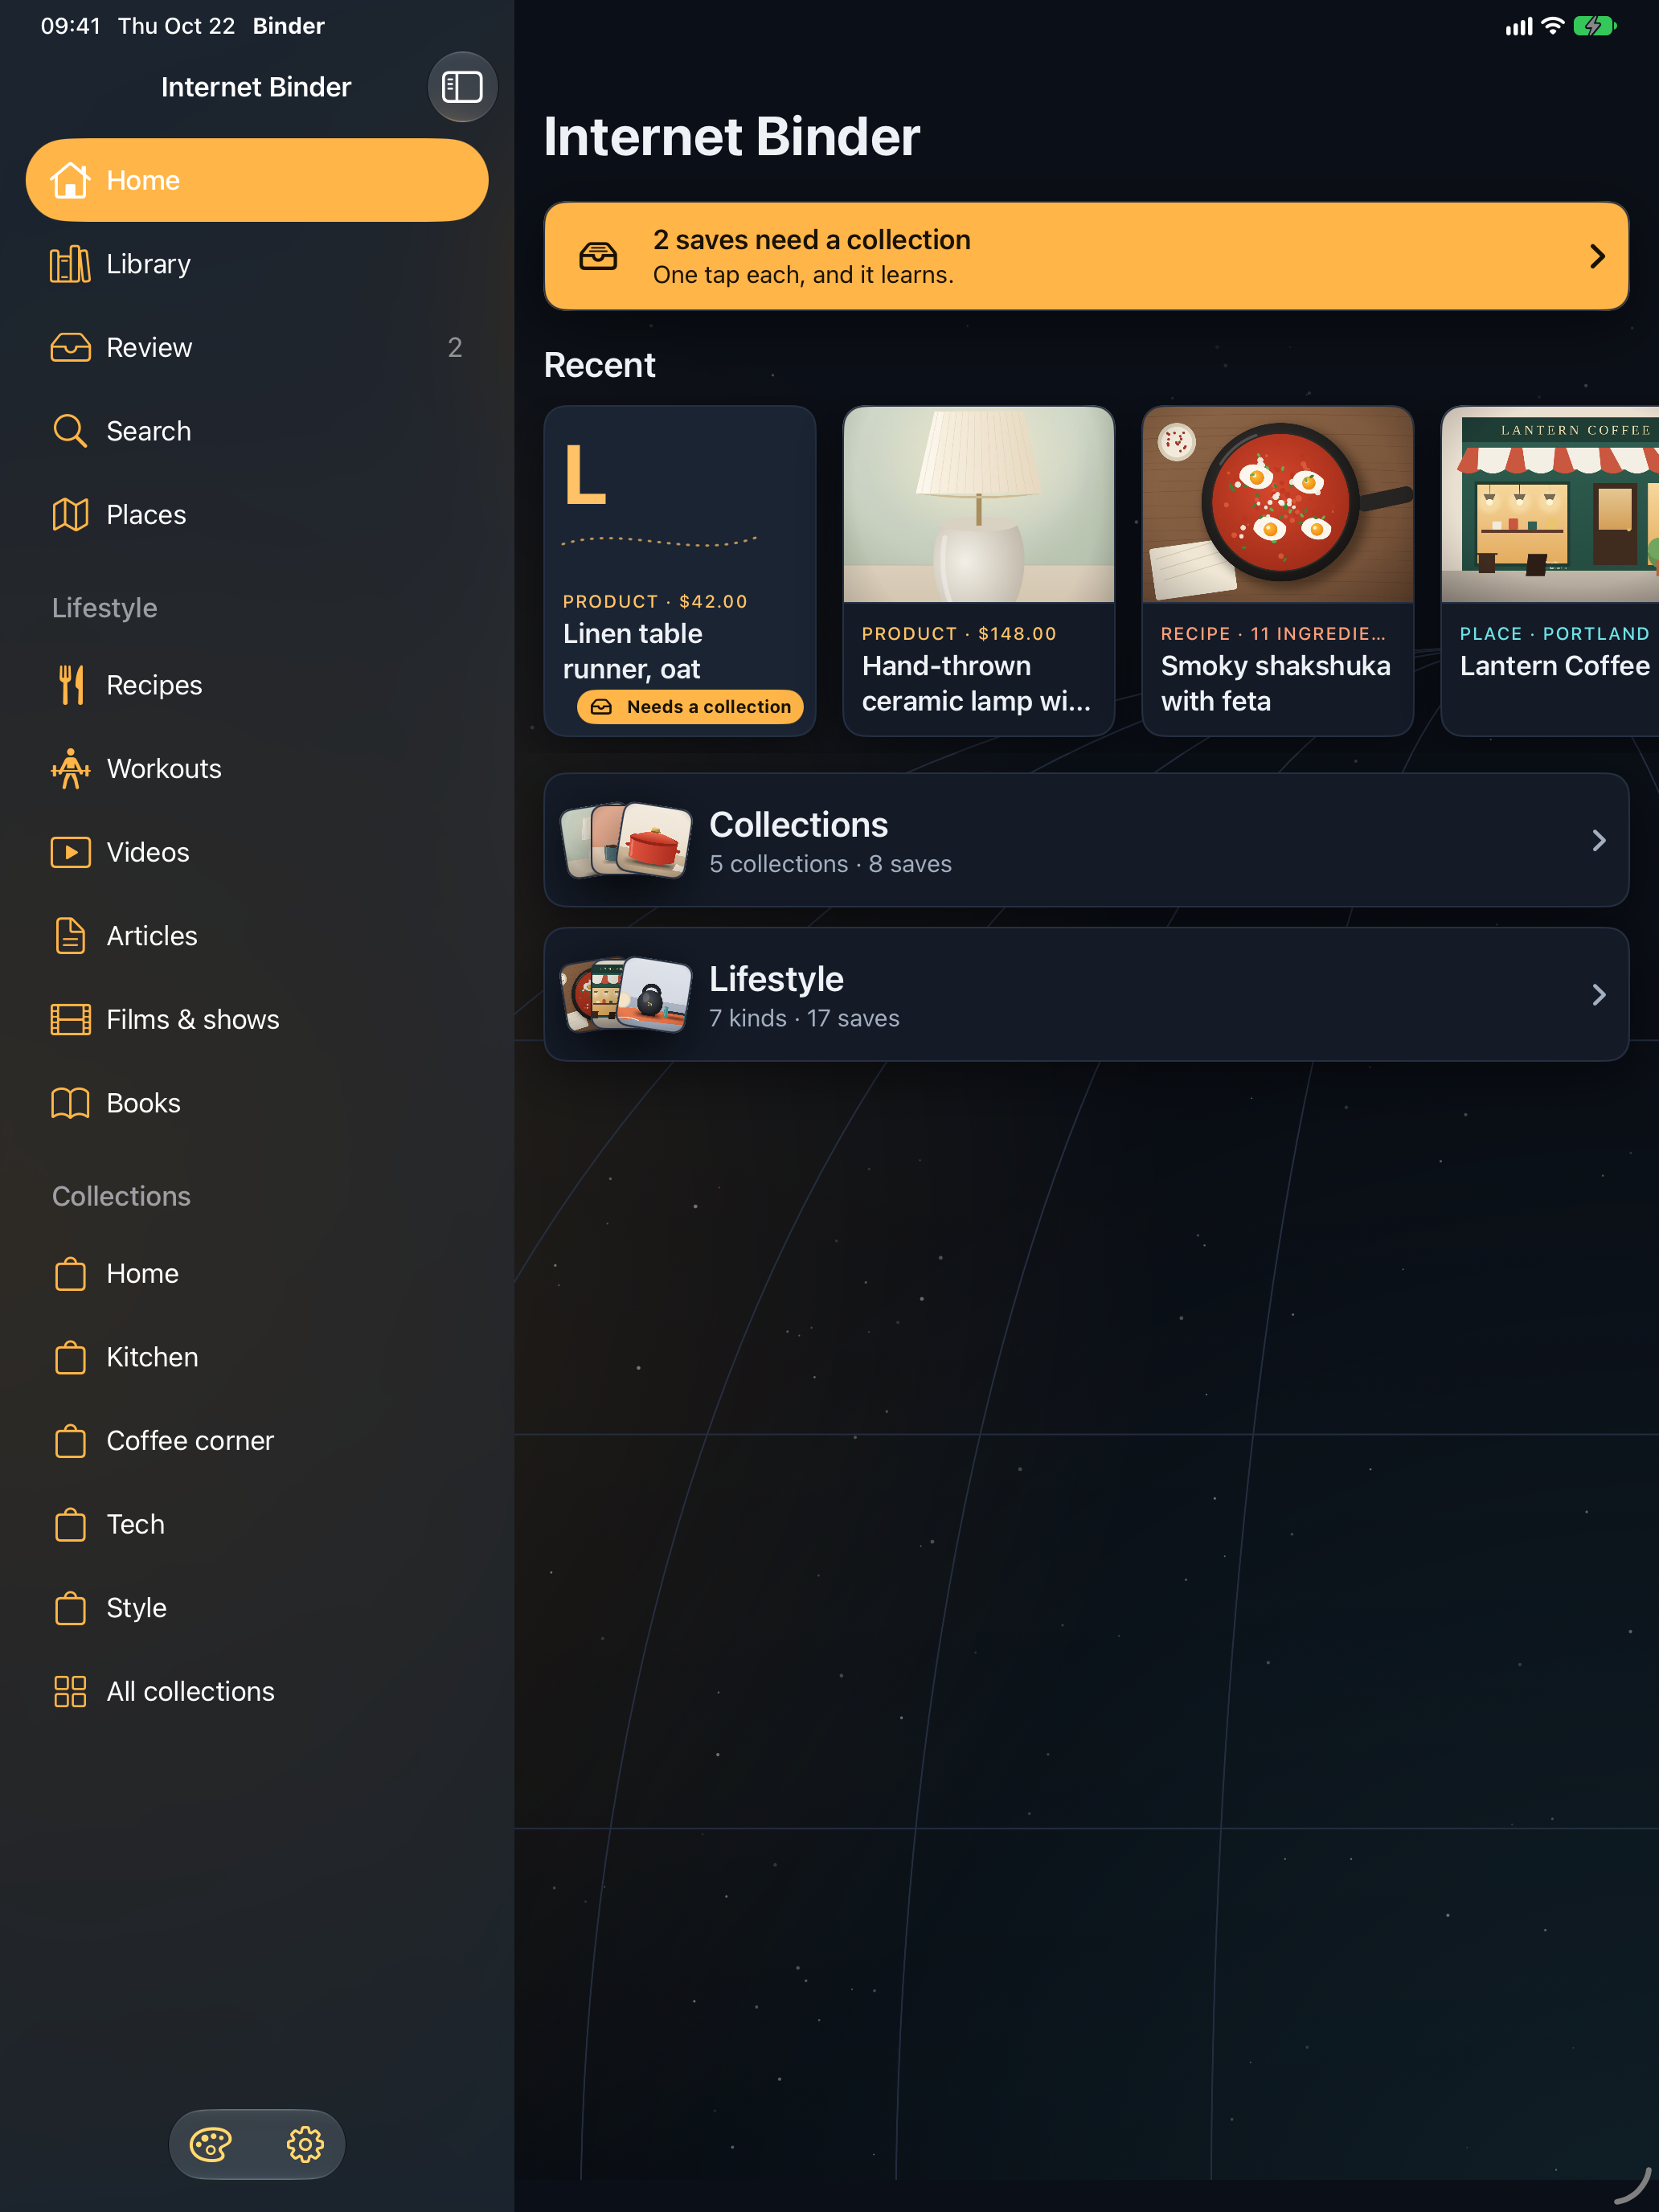 09:41 Thu Oct 22 Binder
Internet Binder
Home
Library
Review 2
Search
Places
Lifestyle
Recipes
Workouts
Videos
Articles
Films & shows
Books
Collections
Home
Kitchen
Coffee corner
Tech
Style
All collections
Internet Binder
2 saves need a collection
One tap each, and it learns.
Recent
L
PRODUCT · $42.00
Linen table
runner, oat
Needs a collection
PRODUCT · $148.00
Hand-thrown
ceramic lamp wi...
RECIPE · 11 INGREDIE...
Smoky shakshuka
with feta
LANTERN COFFEE
PLACE · PORTLAND
Lantern Coffee
Collections
5 collections · 8 saves
Lifestyle
7 kinds · 17 saves